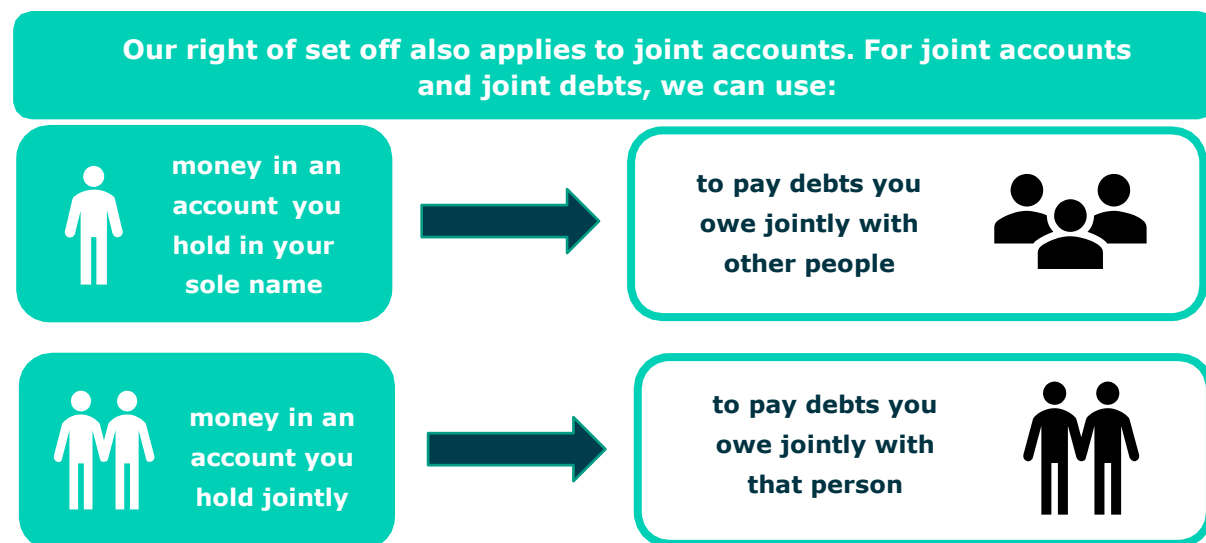 Our right of set off also applies to joint accounts. For joint accounts
and joint debts, we can use:
money in an
account you
hold in your
sole name
to pay debts you
owe jointly with
other people
money in an
account you
hold jointly
to pay debts you
owe jointly with
that person